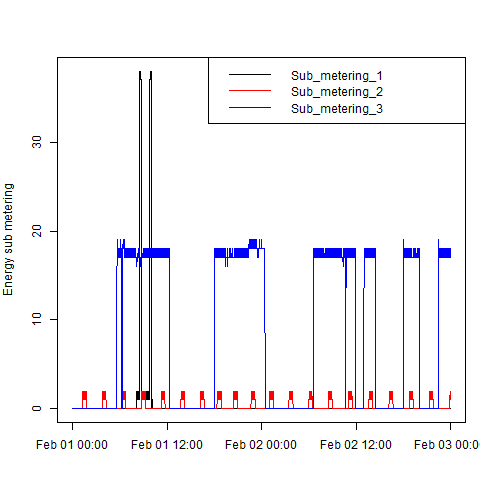 Sub_metering_1
Sub_metering_2
Sub_metering_3
Energy sub metering
30
20
10
0
Feb 01 00:00
Feb 01 12:00
Feb 02 00:00
Feb 02 12:00
Feb 03 00:00